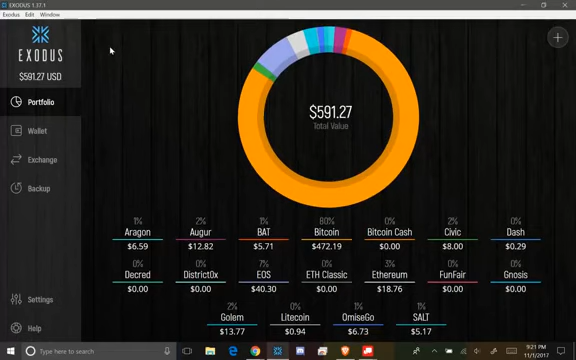 EXODUS 1.37.1
Exodus Edit Window
EXODUS
$591.27 USD
Portfolio
Wallet
Exchange
Backup
Settings
Help
$591.27
Total Value
1% 2% 1% 80% 0% 2% 0%
Aragon Augur BAT Bitcoin Bitcoin Cash Civic Dash
$6.59 $12.82 $5.71 $472.19 $0.00 $8.00 $0.29
0% 0% 7% 0% 3% 0% 0%
Decred District0x EOS ETH Classic Ethereum FunFair Gnosis
$0.00 $0.00 $40.30 $0.00 $18.76 $0.00 $0.00
2% 0% 1% 1%
Golem Litecoin OmiseGo SALT
$13.77 $0.94 $6.73 $5.17
Type here to search
9:21 PM
11/1/2017